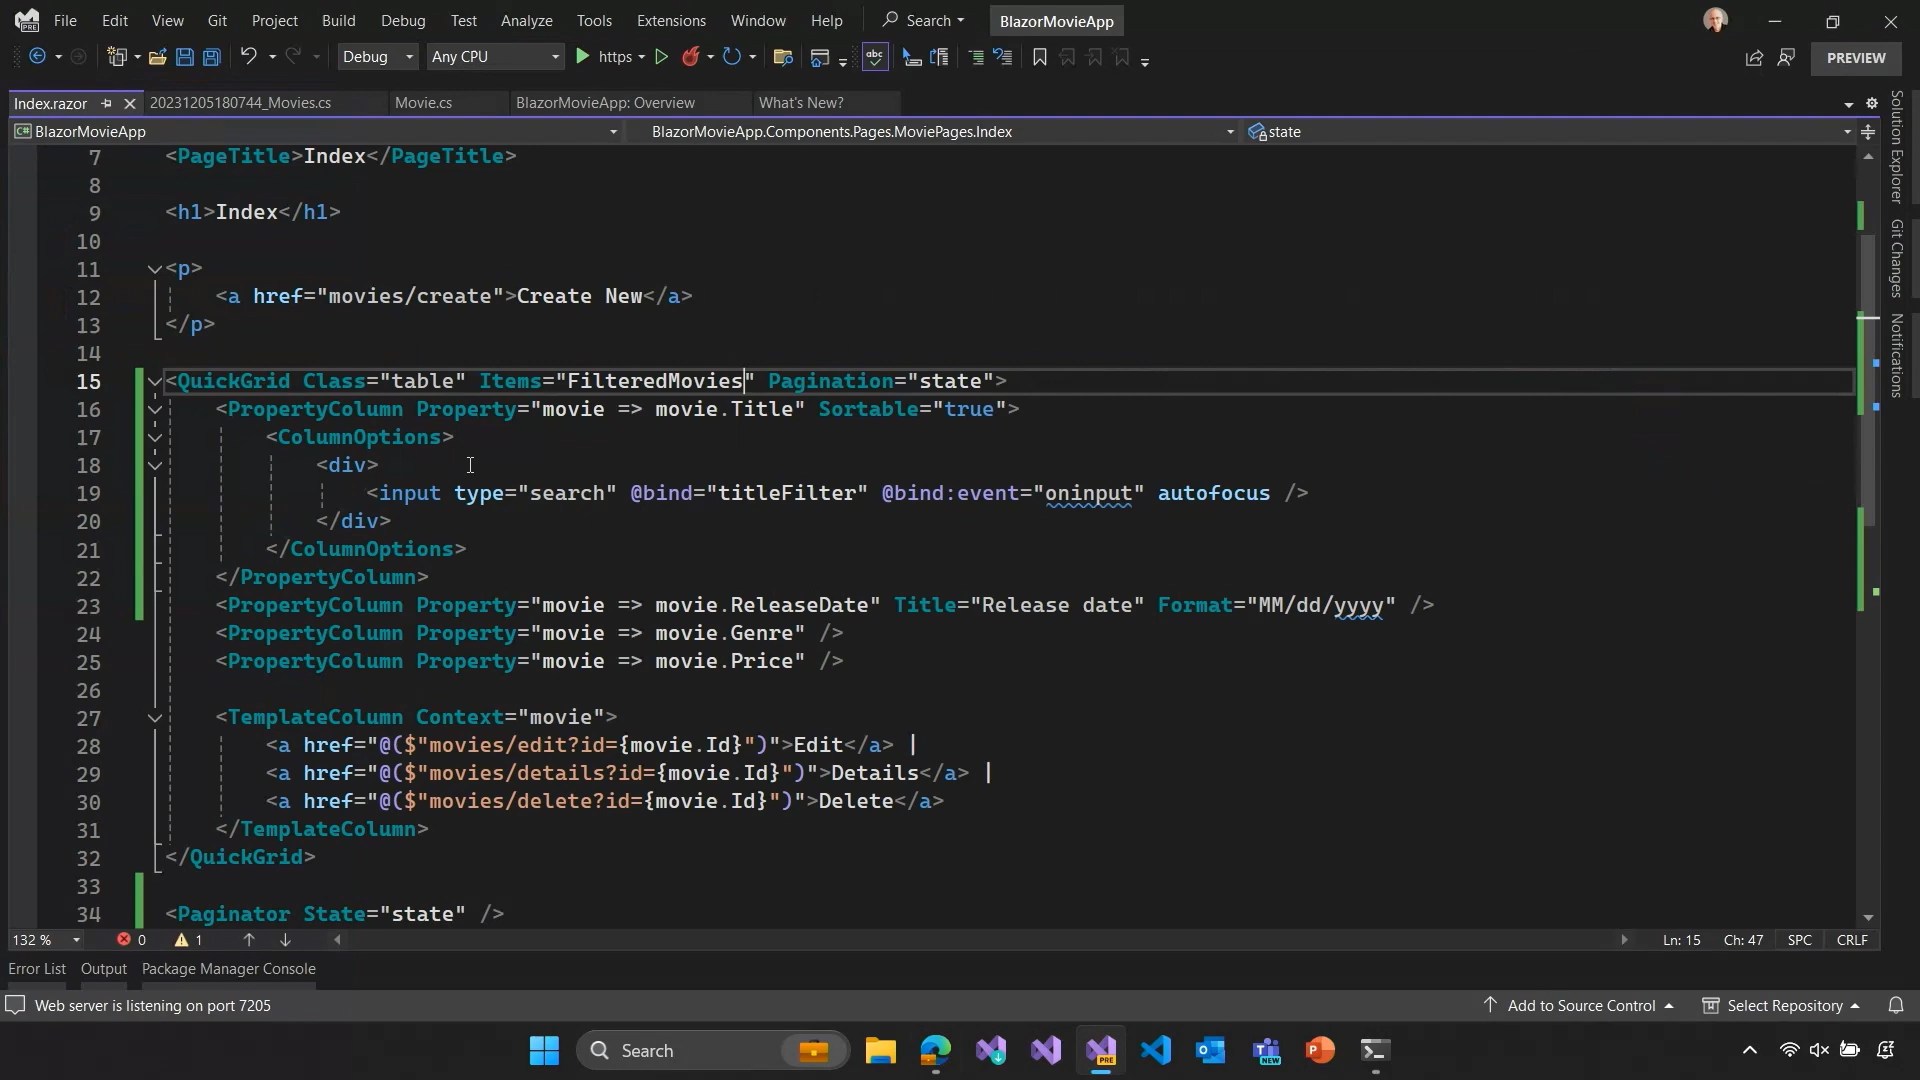 File Edit View Git Project Build Debug Test Analyze Tools Extensions Window Help Search BlazorMovieApp
Debug Any CPU https abc PREVIEW
Index.razor 20231205180744_Movies.cs Movie.cs BlazorMovieApp: Overview What's New?
C# BlazorMovieApp BlazorMovieApp.Components.Pages.MoviePages.Index state
7 <PageTitle>Index</PageTitle>
8
9 <h1>Index</h1>
10
11 <p>
12 <a href="movies/create">Create New</a>
13 </p>
14
15 <QuickGrid Class="table" Items="FilteredMovies" Pagination="state">
16 <PropertyColumn Property="movie => movie.Title" Sortable="true">
17 <ColumnOptions>
18 <div>
19 <input type="search" @bind="titleFilter" @bind:event="oninput" autofocus />
20 </div>
21 </ColumnOptions>
22 </PropertyColumn>
23 <PropertyColumn Property="movie => movie.ReleaseDate" Title="Release date" Format="MM/dd/yyyy" />
24 <PropertyColumn Property="movie => movie.Genre" />
25 <PropertyColumn Property="movie => movie.Price" />
26
27 <TemplateColumn Context="movie">
28 <a href="@($"movies/edit?id={movie.Id}")">Edit</a> |
29 <a href="@($"movies/details?id={movie.Id}")">Details</a> |
30 <a href="@($"movies/delete?id={movie.Id}")">Delete</a>
31 </TemplateColumn>
32 </QuickGrid>
33
34 <Paginator State="state" />
Solution Explorer
Git Changes
Notifications
132 % 0 1 Ln: 15 Ch: 47 SPC CRLF
Error List Output Package Manager Console
Web server is listening on port 7205 Add to Source Control Select Repository
Search PRE NEW